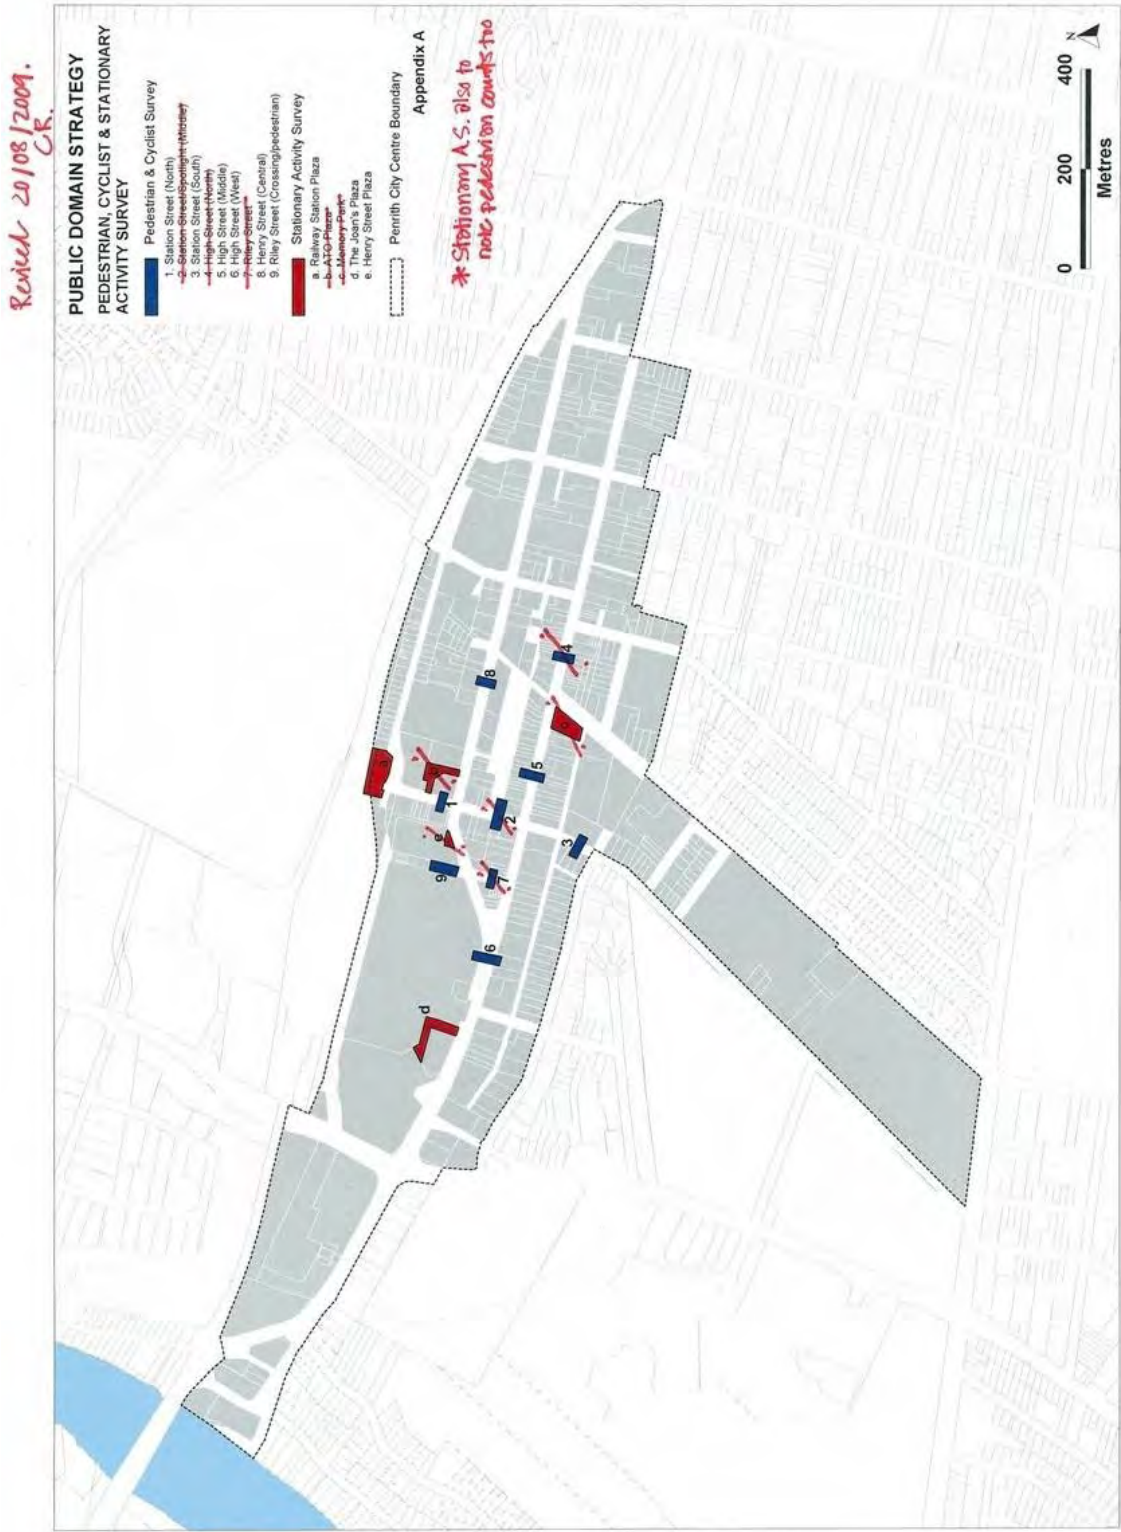 Revised 20/08/2009.
C.R.
PUBLIC DOMAIN STRATEGY
PEDESTRIAN, CYCLIST & STATIONARY
ACTIVITY SURVEY
Pedestrian & Cyclist Survey
1. Station Street (North)
2. Station Street/Spotlight (Middle)
3. Station Street (South)
4. High Street (North)
5. High Street (Middle)
6. High Street (West)
7. Riley Street
8. Henry Street (Central)
9. Riley Street (Crossing/pedestrian)
Stationary Activity Survey
a. Railway Station Plaza
b. ATO Plaza*
c. Memory Park*
d. The Joan's Plaza
e. Henry Street Plaza
Penrith City Centre Boundary
Appendix A
* Stationary A.S. also to
note pedestrian counts too
N
0 200 400
Metres
a
8
4
c
5
1
2
e
9
7
3
6
d